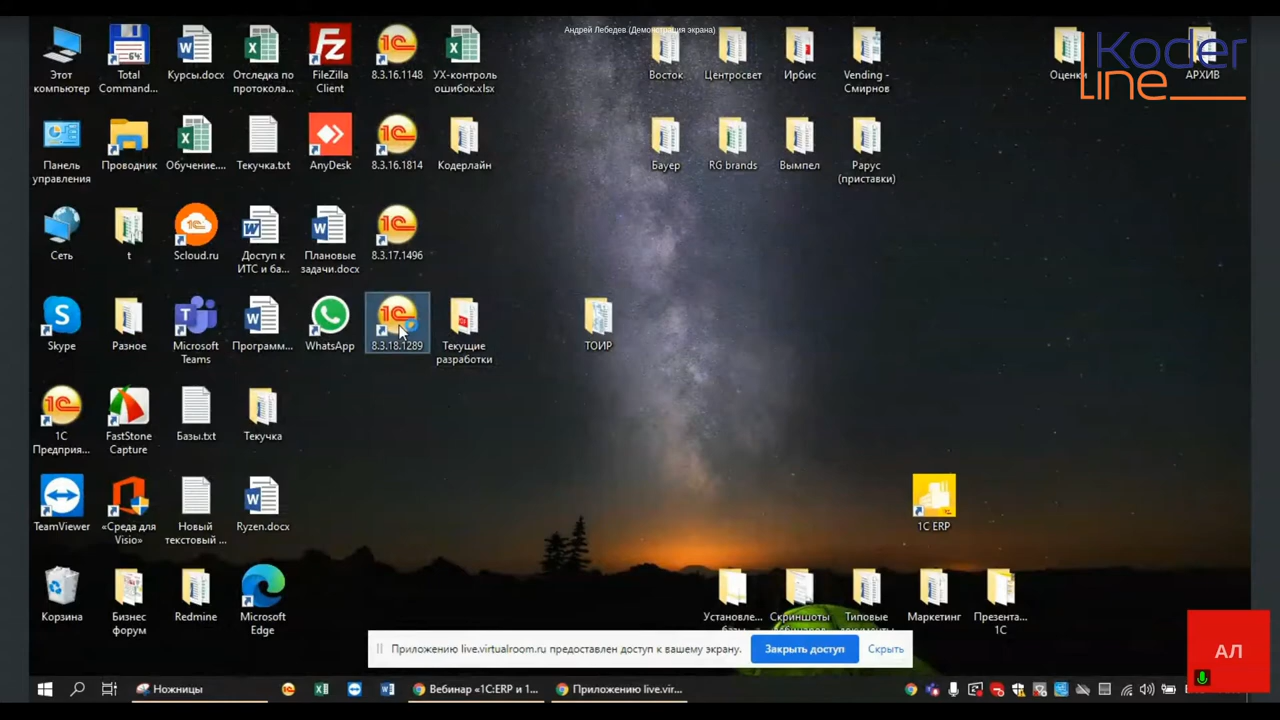 Андрей Лебедев (Демонстрация экрана)
Koder
line
Этот
компьютер
Total
Command...
Курсы.docx
Отследка по
протокола...
FileZilla
Client
8.3.16.1148
УХ-контроль
ошибок.xlsx
Восток
Центросвет
Ирбис
Vending -
Смирнов
Оценки
АРХИВ
Панель
управления
Проводник
Обучение....
Текучка.txt
AnyDesk
8.3.16.1814
Кодерлайн
Бауер
RG brands
Вымпел
Рарус
(приставки)
Сеть
t
Scloud.ru
Доступ к
ИТС и ба...
Плановые
задачи.docx
8.3.17.1496
Skype
Разное
Microsoft
Teams
Программ...
WhatsApp
8.3.18.1289
Текущие
разработки
ТОИР
1С
Предприя...
FastStone
Capture
Базы.txt
Текучка
TeamViewer
«Среда для
Visio»
Новый
текстовый ...
Ryzen.docx
1С ERP
Корзина
Бизнес
форум
Redmine
Microsoft
Edge
Установле...
Скриншоты
Типовые
Маркетинг
Презента...
1С
Приложению live.virtualroom.ru предоставлен доступ к вашему экрану.
Закрыть доступ
Скрыть
АЛ
Ножницы
Вебинар «1С:ERP и 1...
Приложению live.vir...